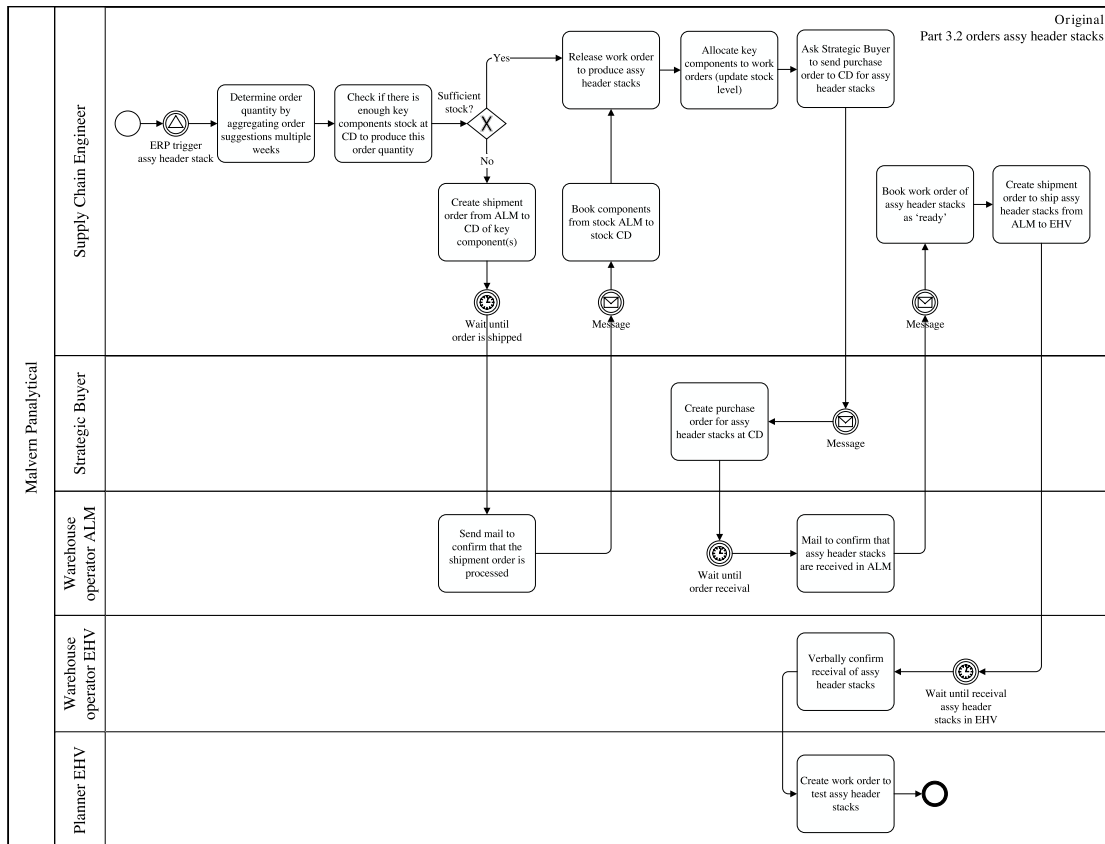 Original
Part 3.2 orders assy header stacks
Malvern Panalytical
Supply Chain Engineer
ERP trigger
assy header stack
Determine order
quantity by
aggregating order
suggestions multiple
weeks
Check if there is
enough key
components stock at
CD to produce this
order quantity
Sufficient
stock?
X
Yes
No
Release work order
to produce assy
header stacks
Allocate key
components to work
orders (update stock
level)
Ask Strategic Buyer
to send purchase
order to CD for assy
header stacks
Create shipment
order from ALM to
CD of key
component(s)
Wait until
order is shipped
Book components
from stock ALM to
stock CD
Message
Book work order of
assy header stacks
as ‘ready’
Message
Create shipment
order to ship assy
header stacks from
ALM to EHV
Strategic Buyer
Create purchase
order for assy
header stacks at CD
Message
Warehouse
operator ALM
Send mail to
confirm that the
shipment order is
processed
Wait until
order receival
Mail to confirm that
assy header stacks
are received in ALM
Warehouse
operator EHV
Verbally confirm
receival of assy
header stacks
Wait until receival
assy header
stacks in EHV
Planner EHV
Create work order to
test assy header
stacks